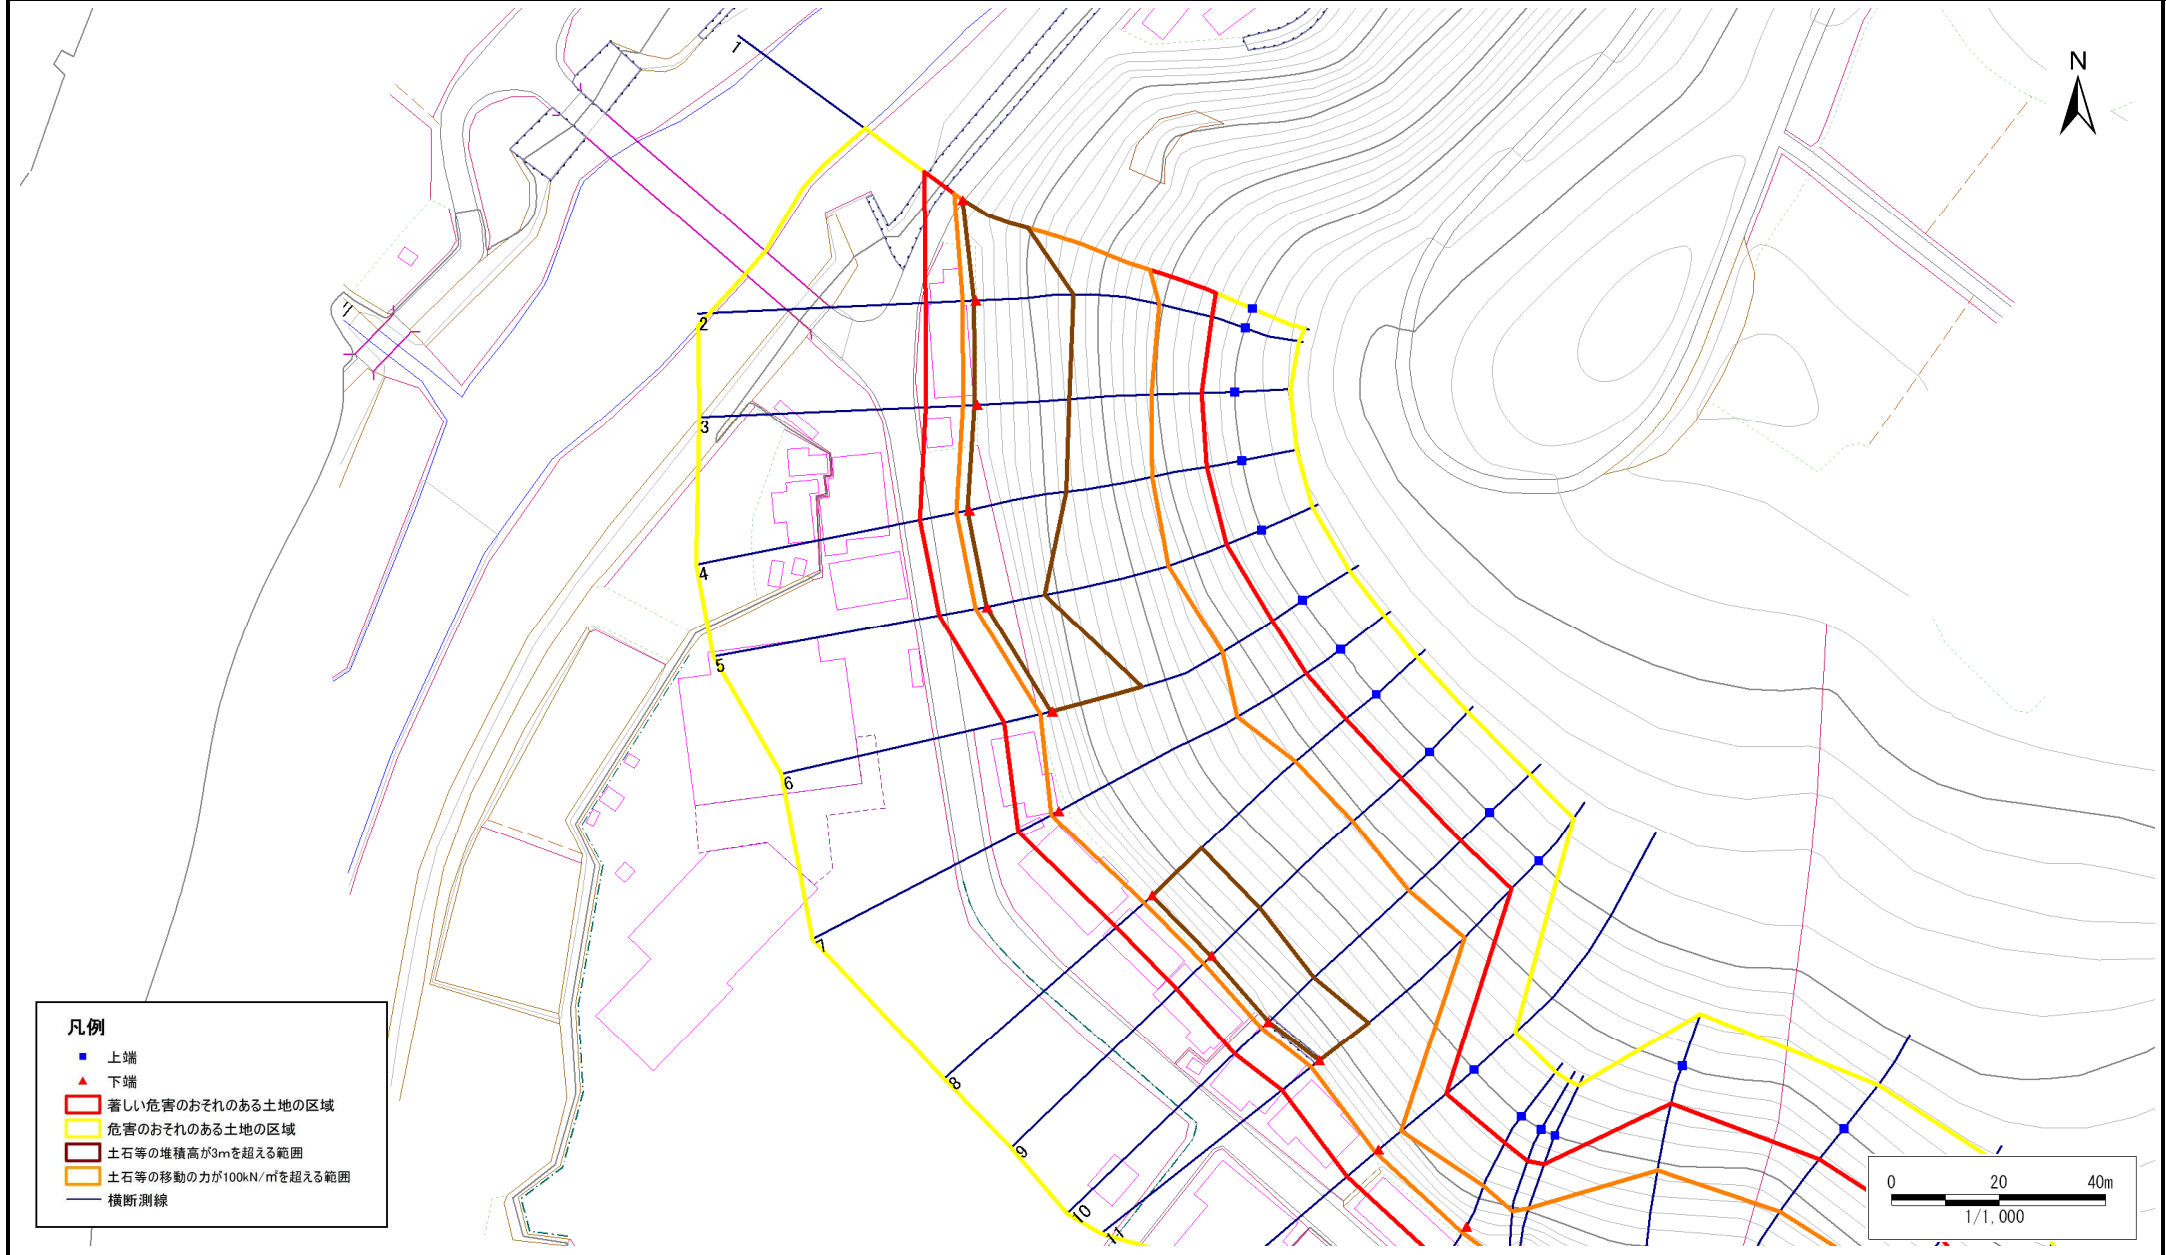 N
1
2
3
4
5
6
7
8
9
10
11
凡例
上端
下端
著しい危害のおそれのある土地の区域
危害のおそれのある土地の区域
土石等の堆積高が3mを超える範囲
土石等の移動の力が100kN/㎡を超える範囲
横断測線
0 20 40m
1/1,000